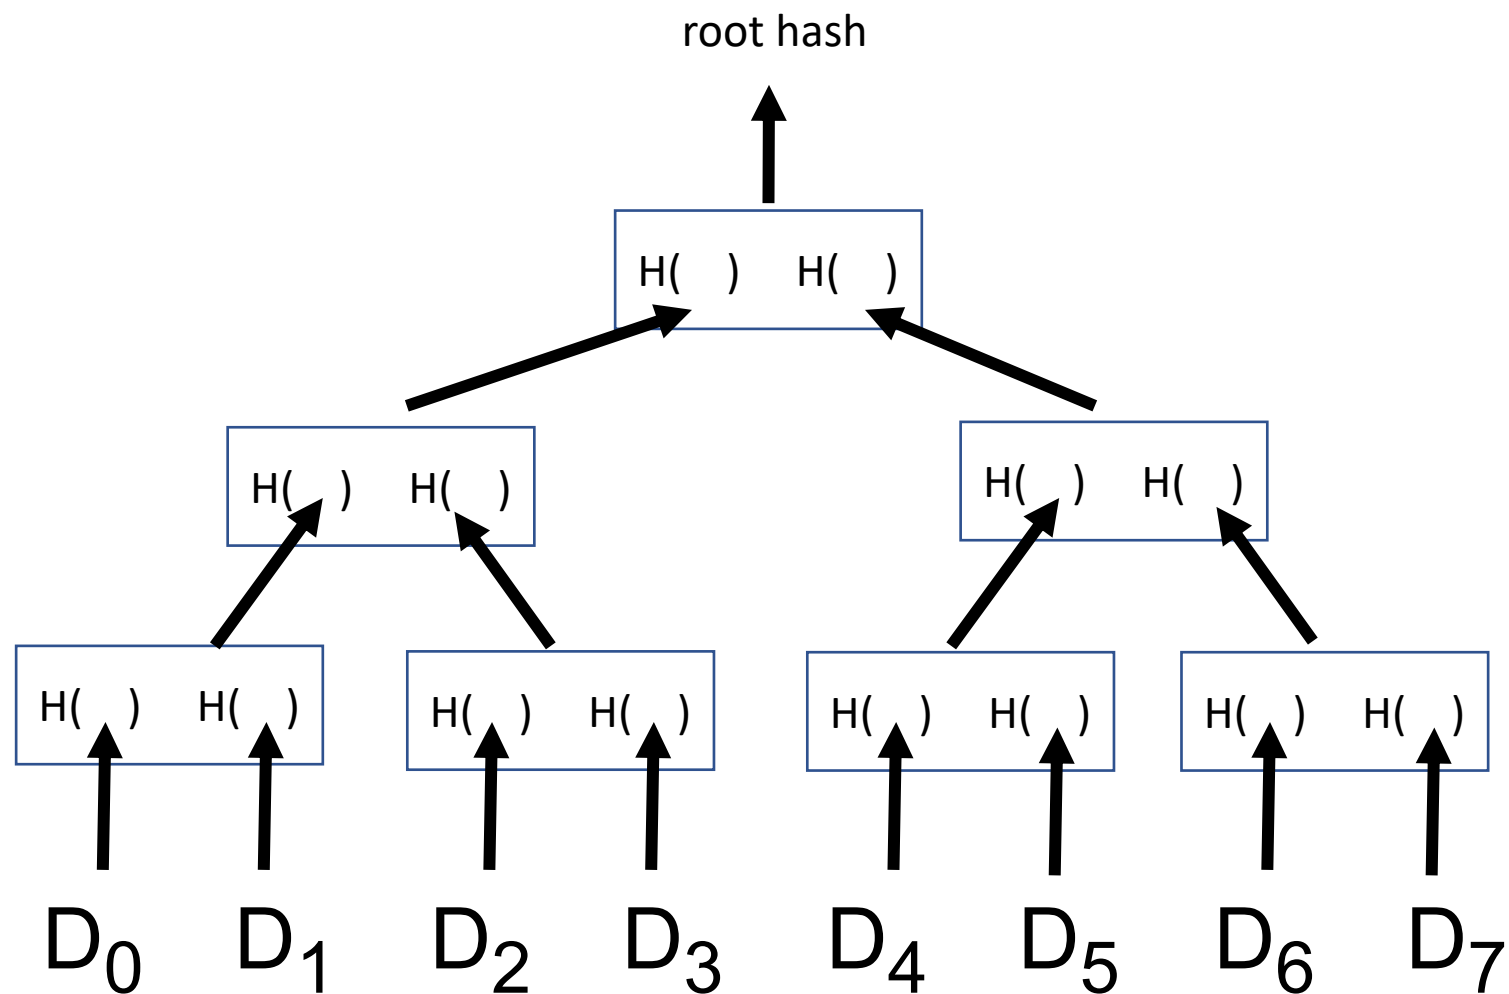 root hash
H( ) H( )
H( ) H( ) H( ) H( )
H( ) H( ) H( ) H( ) H( ) H( ) H( ) H( )
D0 D1 D2 D3 D4 D5 D6 D7